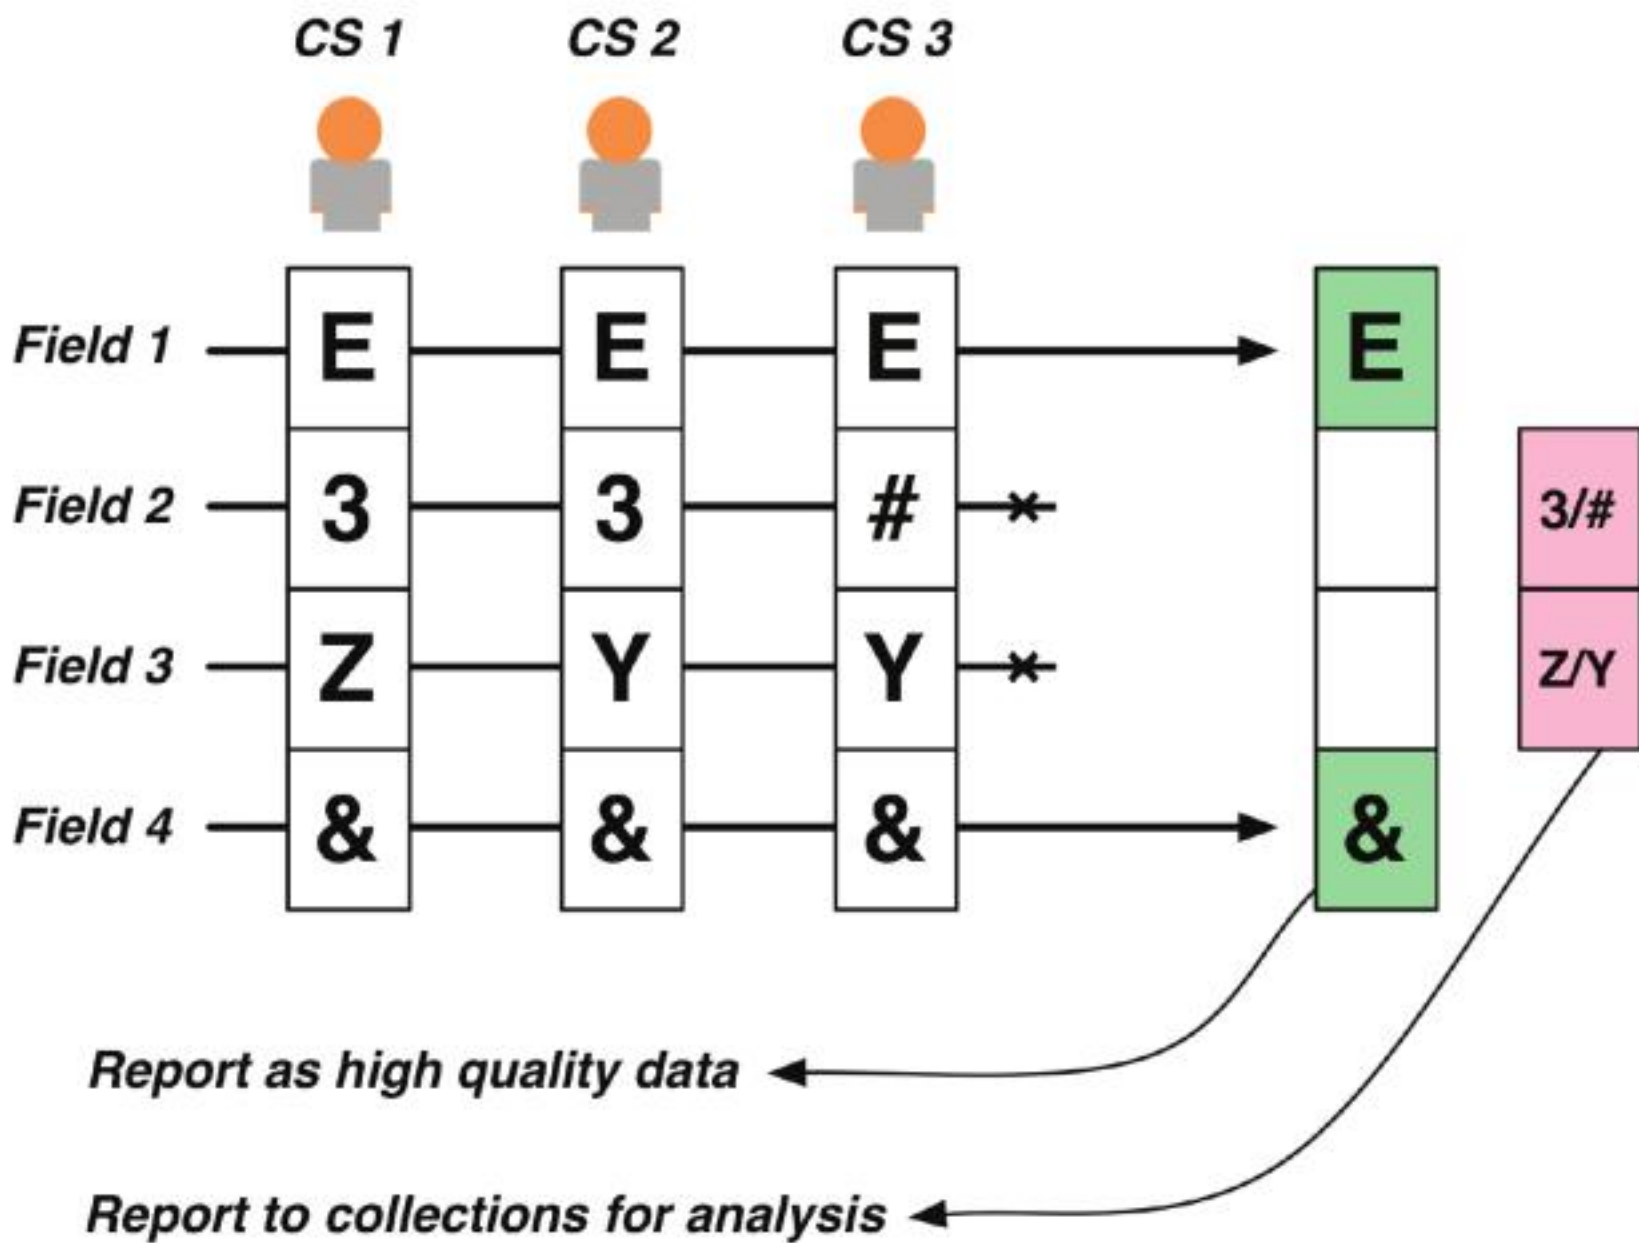 CS 1 CS 2 CS 3
Field 1 E E E E
Field 2 3 3 # 3/#
Field 3 Z Y Y Z/Y
Field 4 & & & &
Report as high quality data
Report to collections for analysis